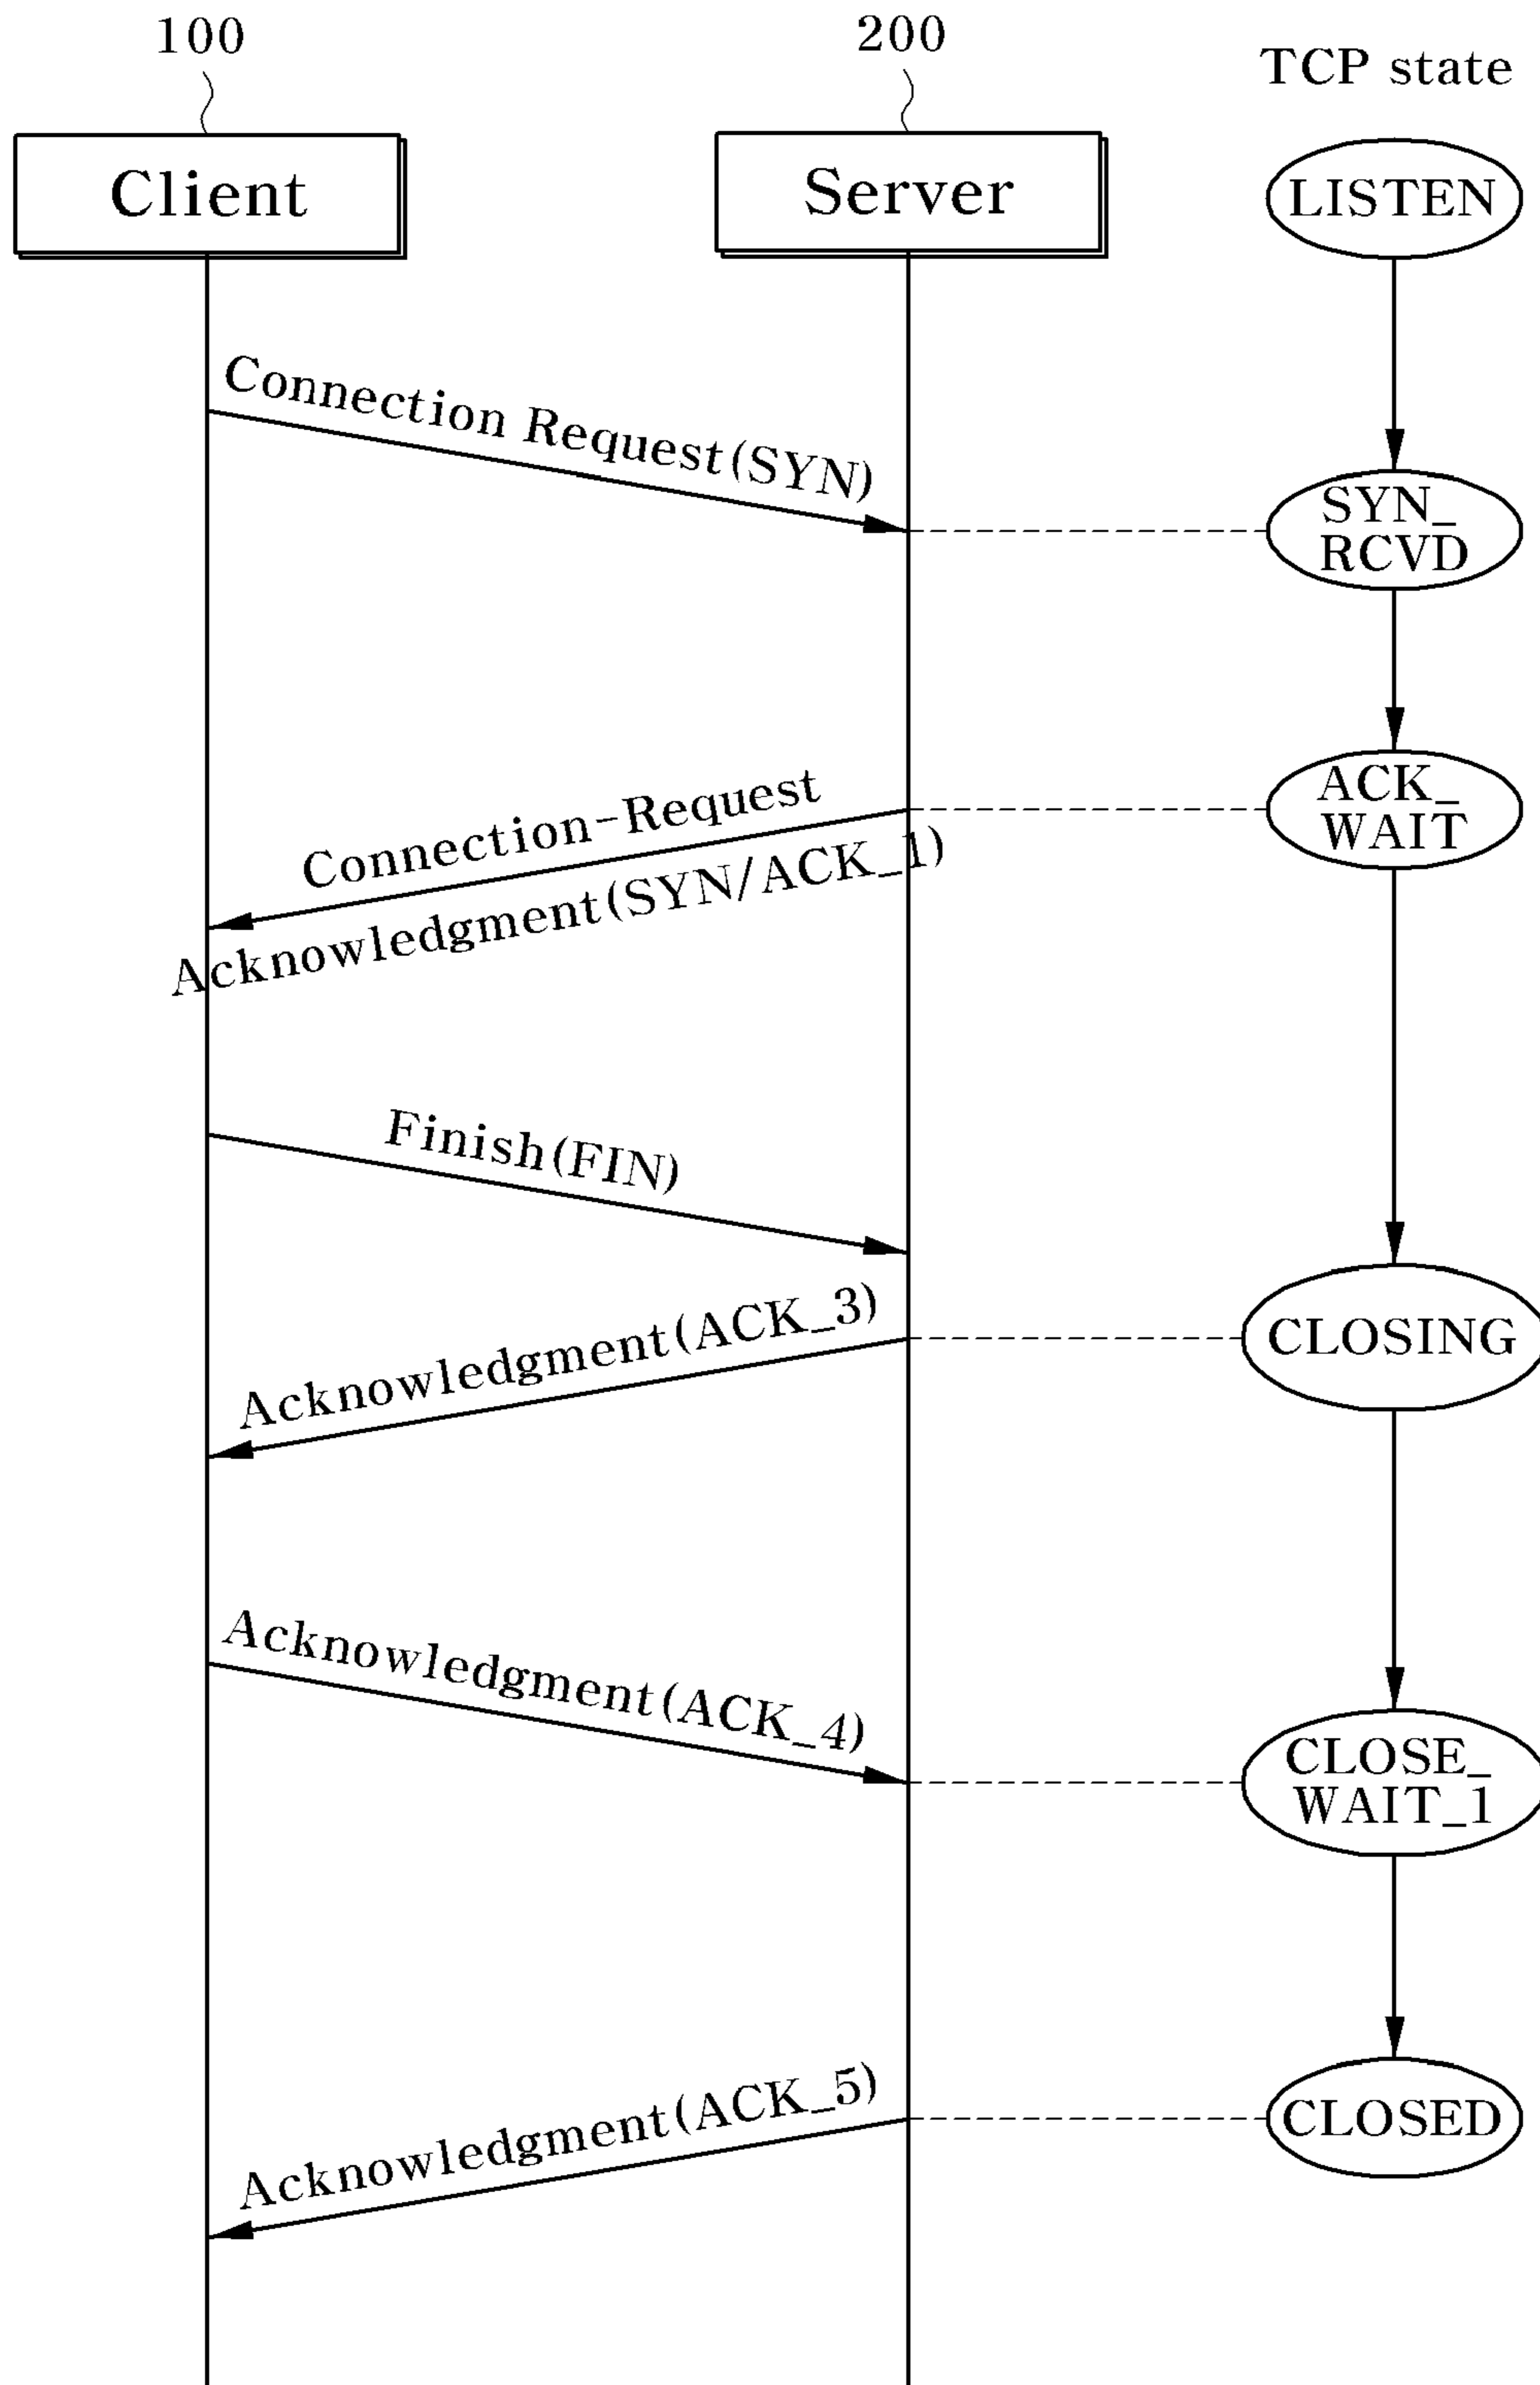 100
200
TCP state
Client
Server
LISTEN
Connection Request(SYN)
SYN_
RCVD
Connection-Request
Acknowledgment(SYN/ACK_1)
ACK_
WAIT
Finish(FIN)
Acknowledgment(ACK_3)
CLOSING
Acknowledgment(ACK_4)
CLOSE_
WAIT_1
Acknowledgment(ACK_5)
CLOSED